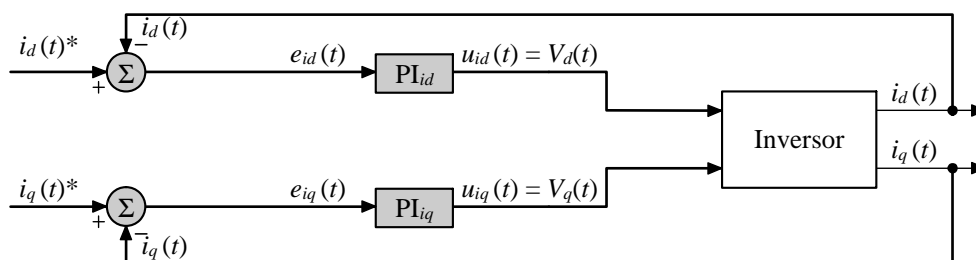 i_d(t)
i_d(t)*
−
+
Σ
e_id(t)
PI_id
u_id(t) = V_d(t)
Inversor
i_d(t)
i_q(t)
i_q(t)*
+
Σ
−
e_iq(t)
PI_iq
u_iq(t) = V_q(t)
i_q(t)